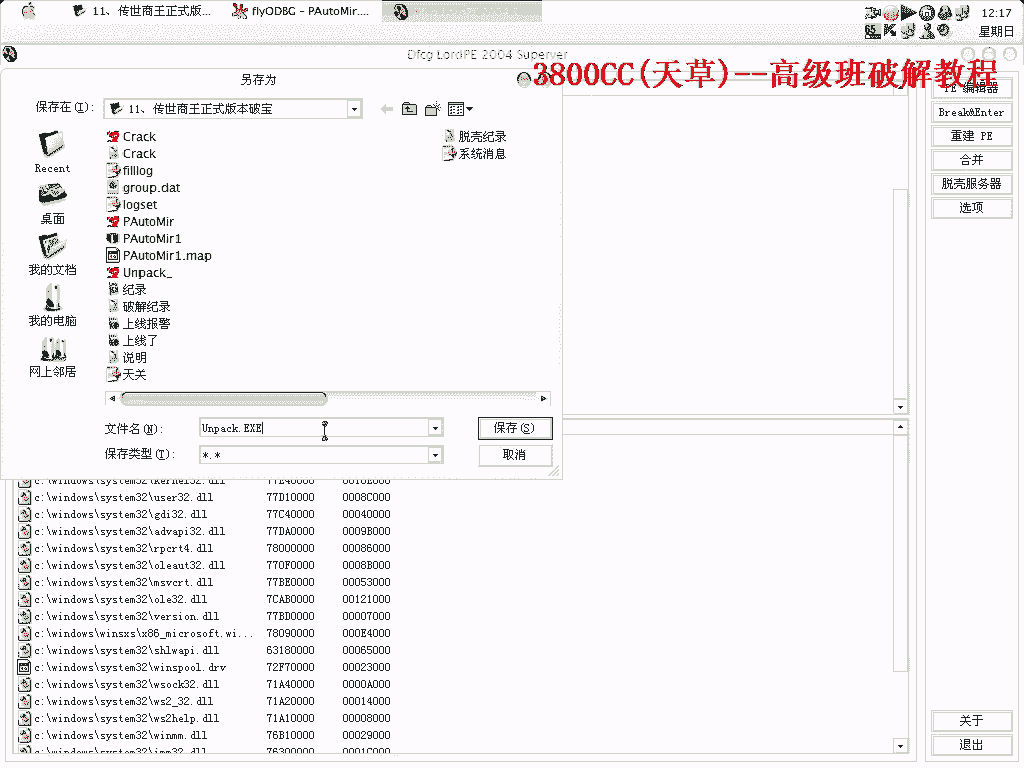 11、传世商王正式版...
flyODBG - PAutoMir....
12:17
星期日
Dfcg LordPE 2004 Superver
3800CC(天草)--高级班破解教程
另存为
保存在(I):
11、传世商王正式版本破宝
Recent
桌面
我的文档
我的电脑
网上邻居
Crack
Crack
filllog
group.dat
logset
PAutoMir
PAutoMir1
PAutoMir1.map
Unpack_
纪录
破解纪录
上线报警
上线了
说明
天关
脱壳纪录
系统消息
文件名(N):
Unpack.EXE
保存(S)
保存类型(T):
*.*
取消
PE 编辑器
Break&Enter
重建 PE
合并
脱壳服务器
选项
c:\windows\system32\kernel32.dll
c:\windows\system32\user32.dll 77D10000 0008C000
c:\windows\system32\gdi32.dll 77C40000 00040000
c:\windows\system32\advapi32.dll 77DA0000 0009B000
c:\windows\system32\rpcrt4.dll 78000000 00086000
c:\windows\system32\oleaut32.dll 770F0000 0008B000
c:\windows\system32\msvcrt.dll 77BE0000 00053000
c:\windows\system32\ole32.dll 7CAB0000 00121000
c:\windows\system32\version.dll 77BD0000 00007000
c:\windows\winsxs\x86_microsoft.wi... 78090000 000E4000
c:\windows\system32\shlwapi.dll 63180000 00065000
c:\windows\system32\winspool.drv 72F70000 00023000
c:\windows\system32\wsock32.dll 71A40000 0000A000
c:\windows\system32\ws2_32.dll 71A20000 00014000
c:\windows\system32\ws2help.dll 71A10000 00008000
c:\windows\system32\winmm.dll 76B10000 00029000
c:\windows\system32\imm32.dll 76300000 0001C000
关于
退出